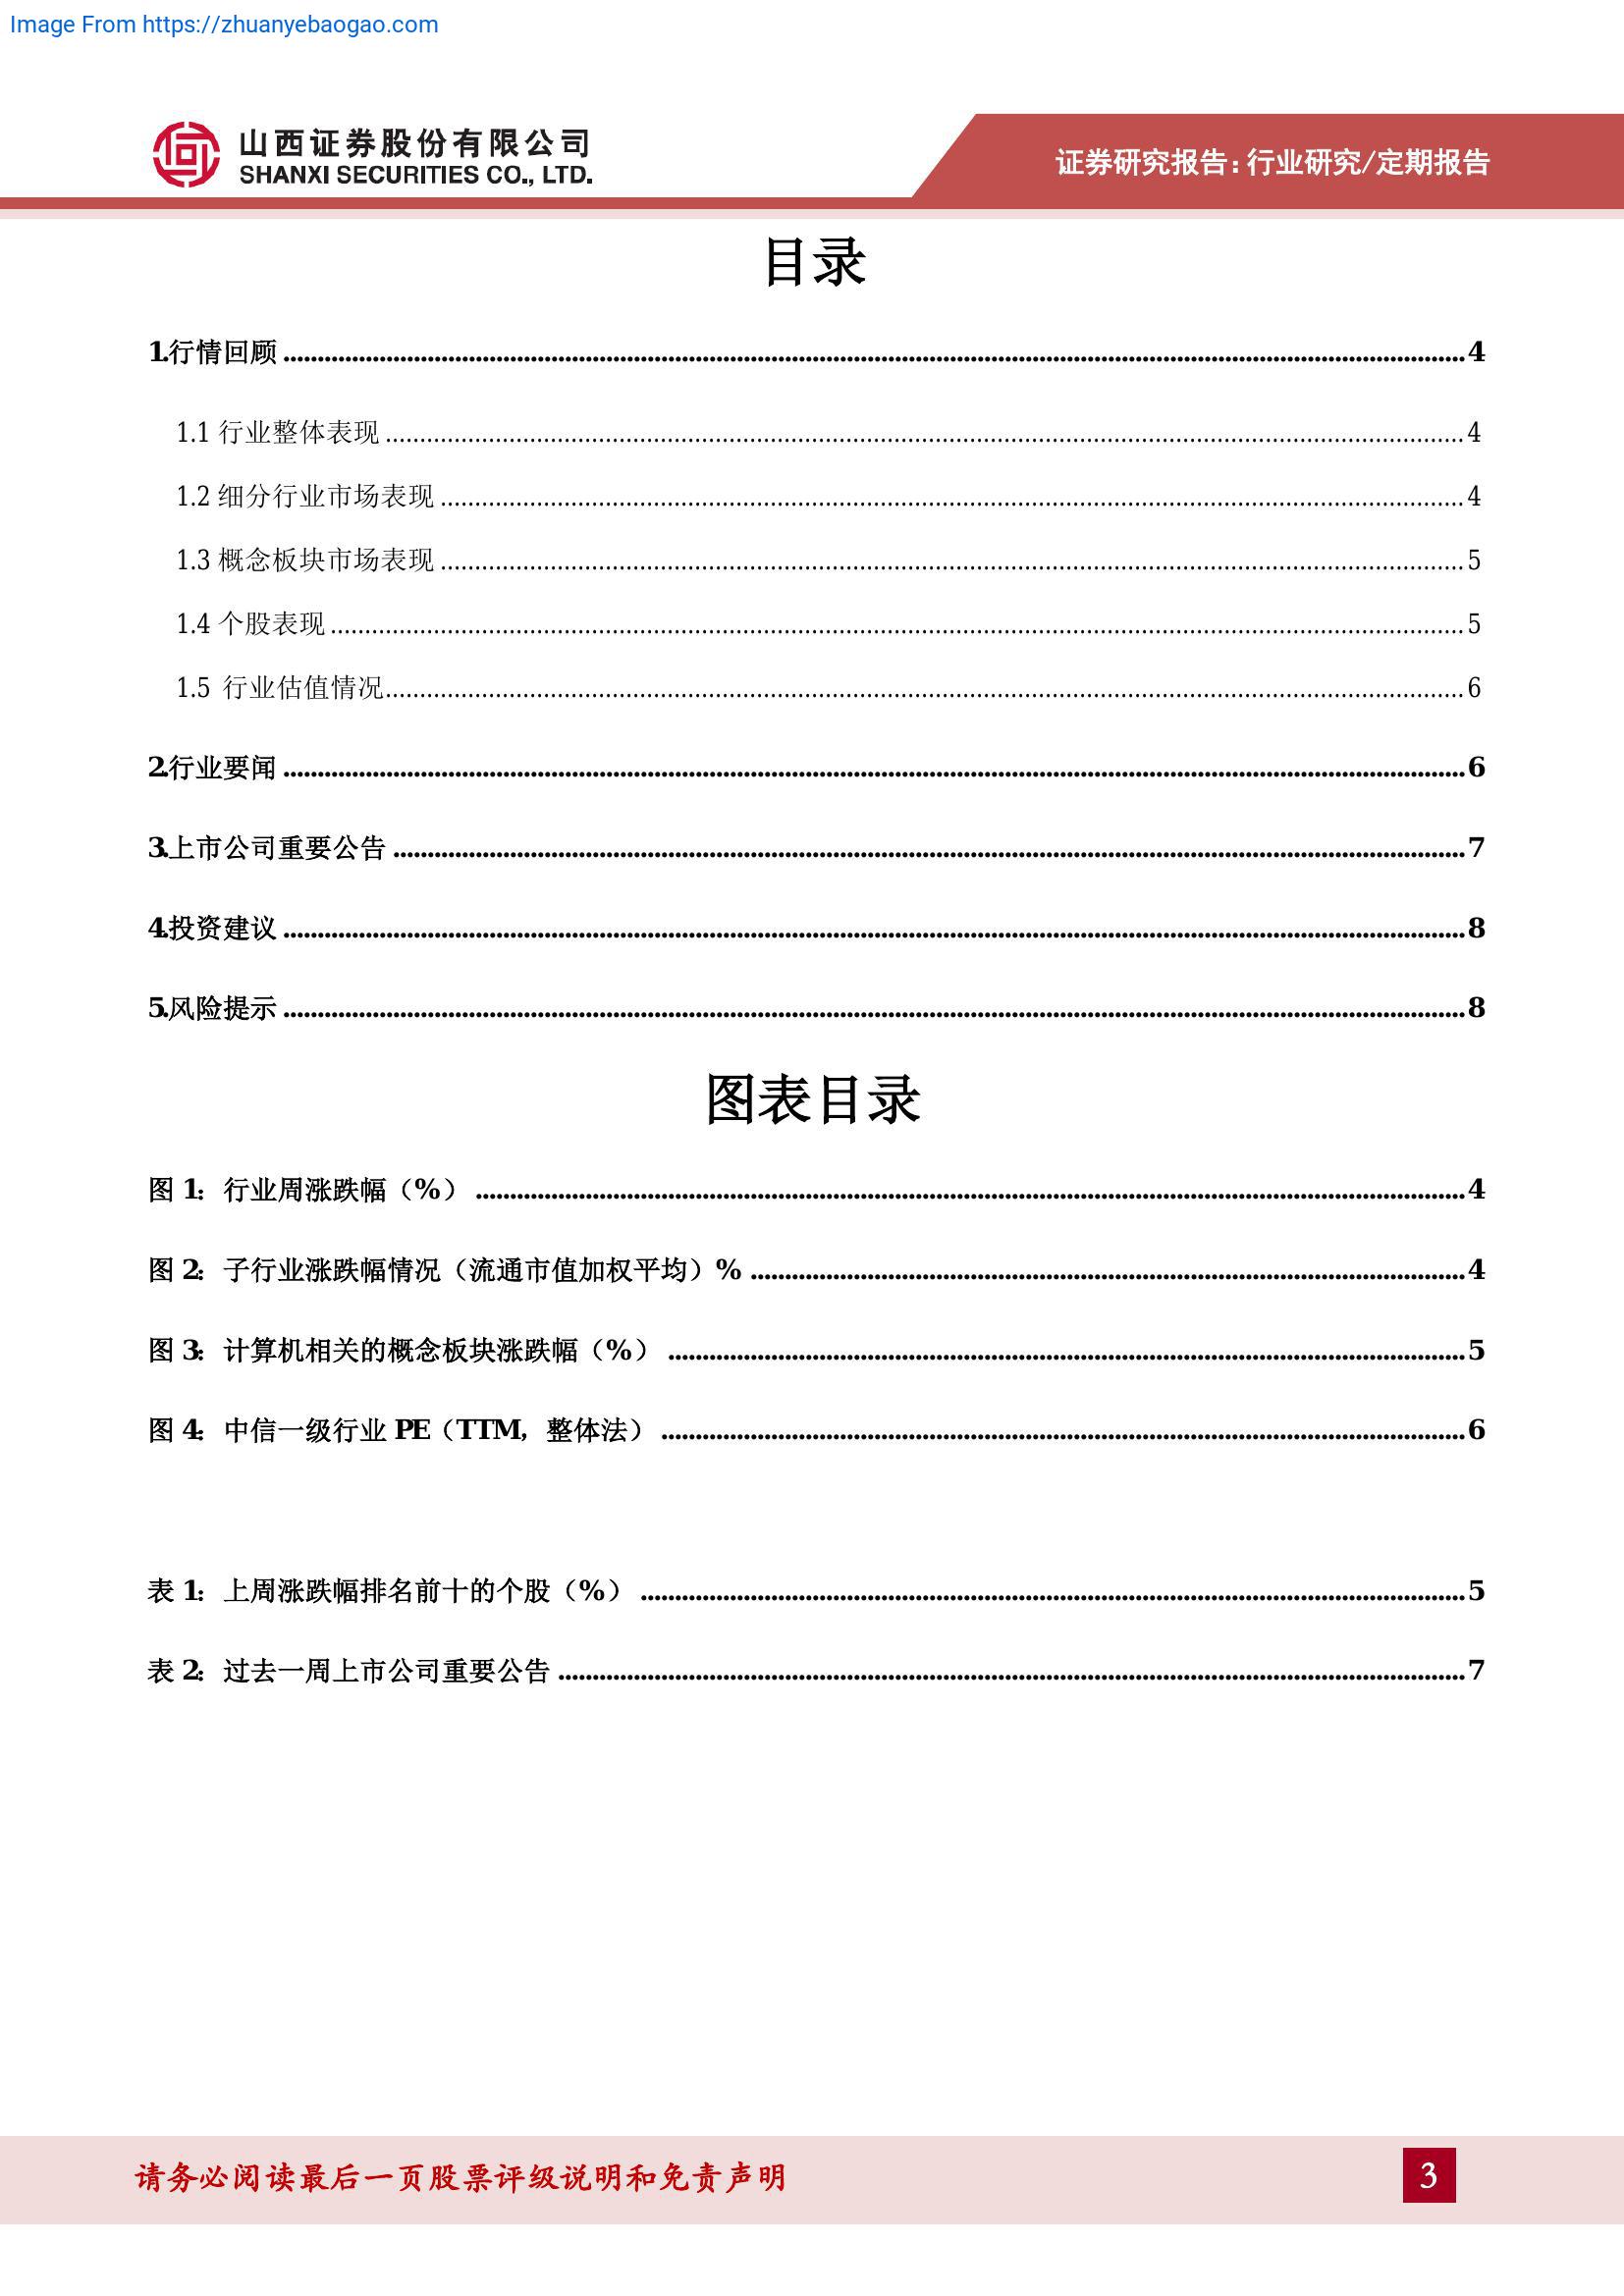 Image From https://zhuanyebaogao.com
山西证券股份有限公司
SHANXI SECURITIES CO., LTD.
证券研究报告：行业研究/定期报告
目录
1.行情回顾 ........ 4
1.1 行业整体表现 ........ 4
1.2 细分行业市场表现 ........ 4
1.3 概念板块市场表现 ........ 5
1.4 个股表现 ........ 5
1.5 行业估值情况 ........ 6
2.行业要闻 ........ 6
3.上市公司重要公告 ........ 7
4.投资建议 ........ 8
5.风险提示 ........ 8
图表目录
图 1：行业周涨跌幅（%） ........ 4
图 2：子行业涨跌幅情况（流通市值加权平均）% ........ 4
图 3：计算机相关的概念板块涨跌幅（%） ........ 5
图 4：中信一级行业 PE（TTM，整体法） ........ 6
表 1：上周涨跌幅排名前十的个股（%） ........ 5
表 2：过去一周上市公司重要公告 ........ 7
请务必阅读最后一页股票评级说明和免责声明
3